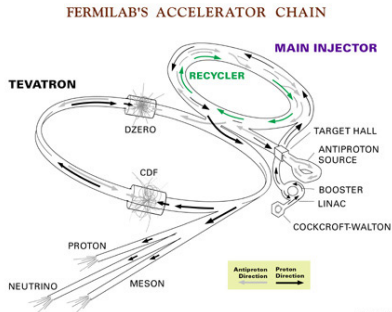 FERMILAB'S ACCELERATOR CHAIN
MAIN INJECTOR
RECYCLER
TEVATRON
DZERO
TARGET HALL
ANTIPROTON
SOURCE
CDF
BOOSTER
LINAC
COCKCROFT-WALTON
PROTON
NEUTRINO
MESON
Antiproton
Direction
Proton
Direction